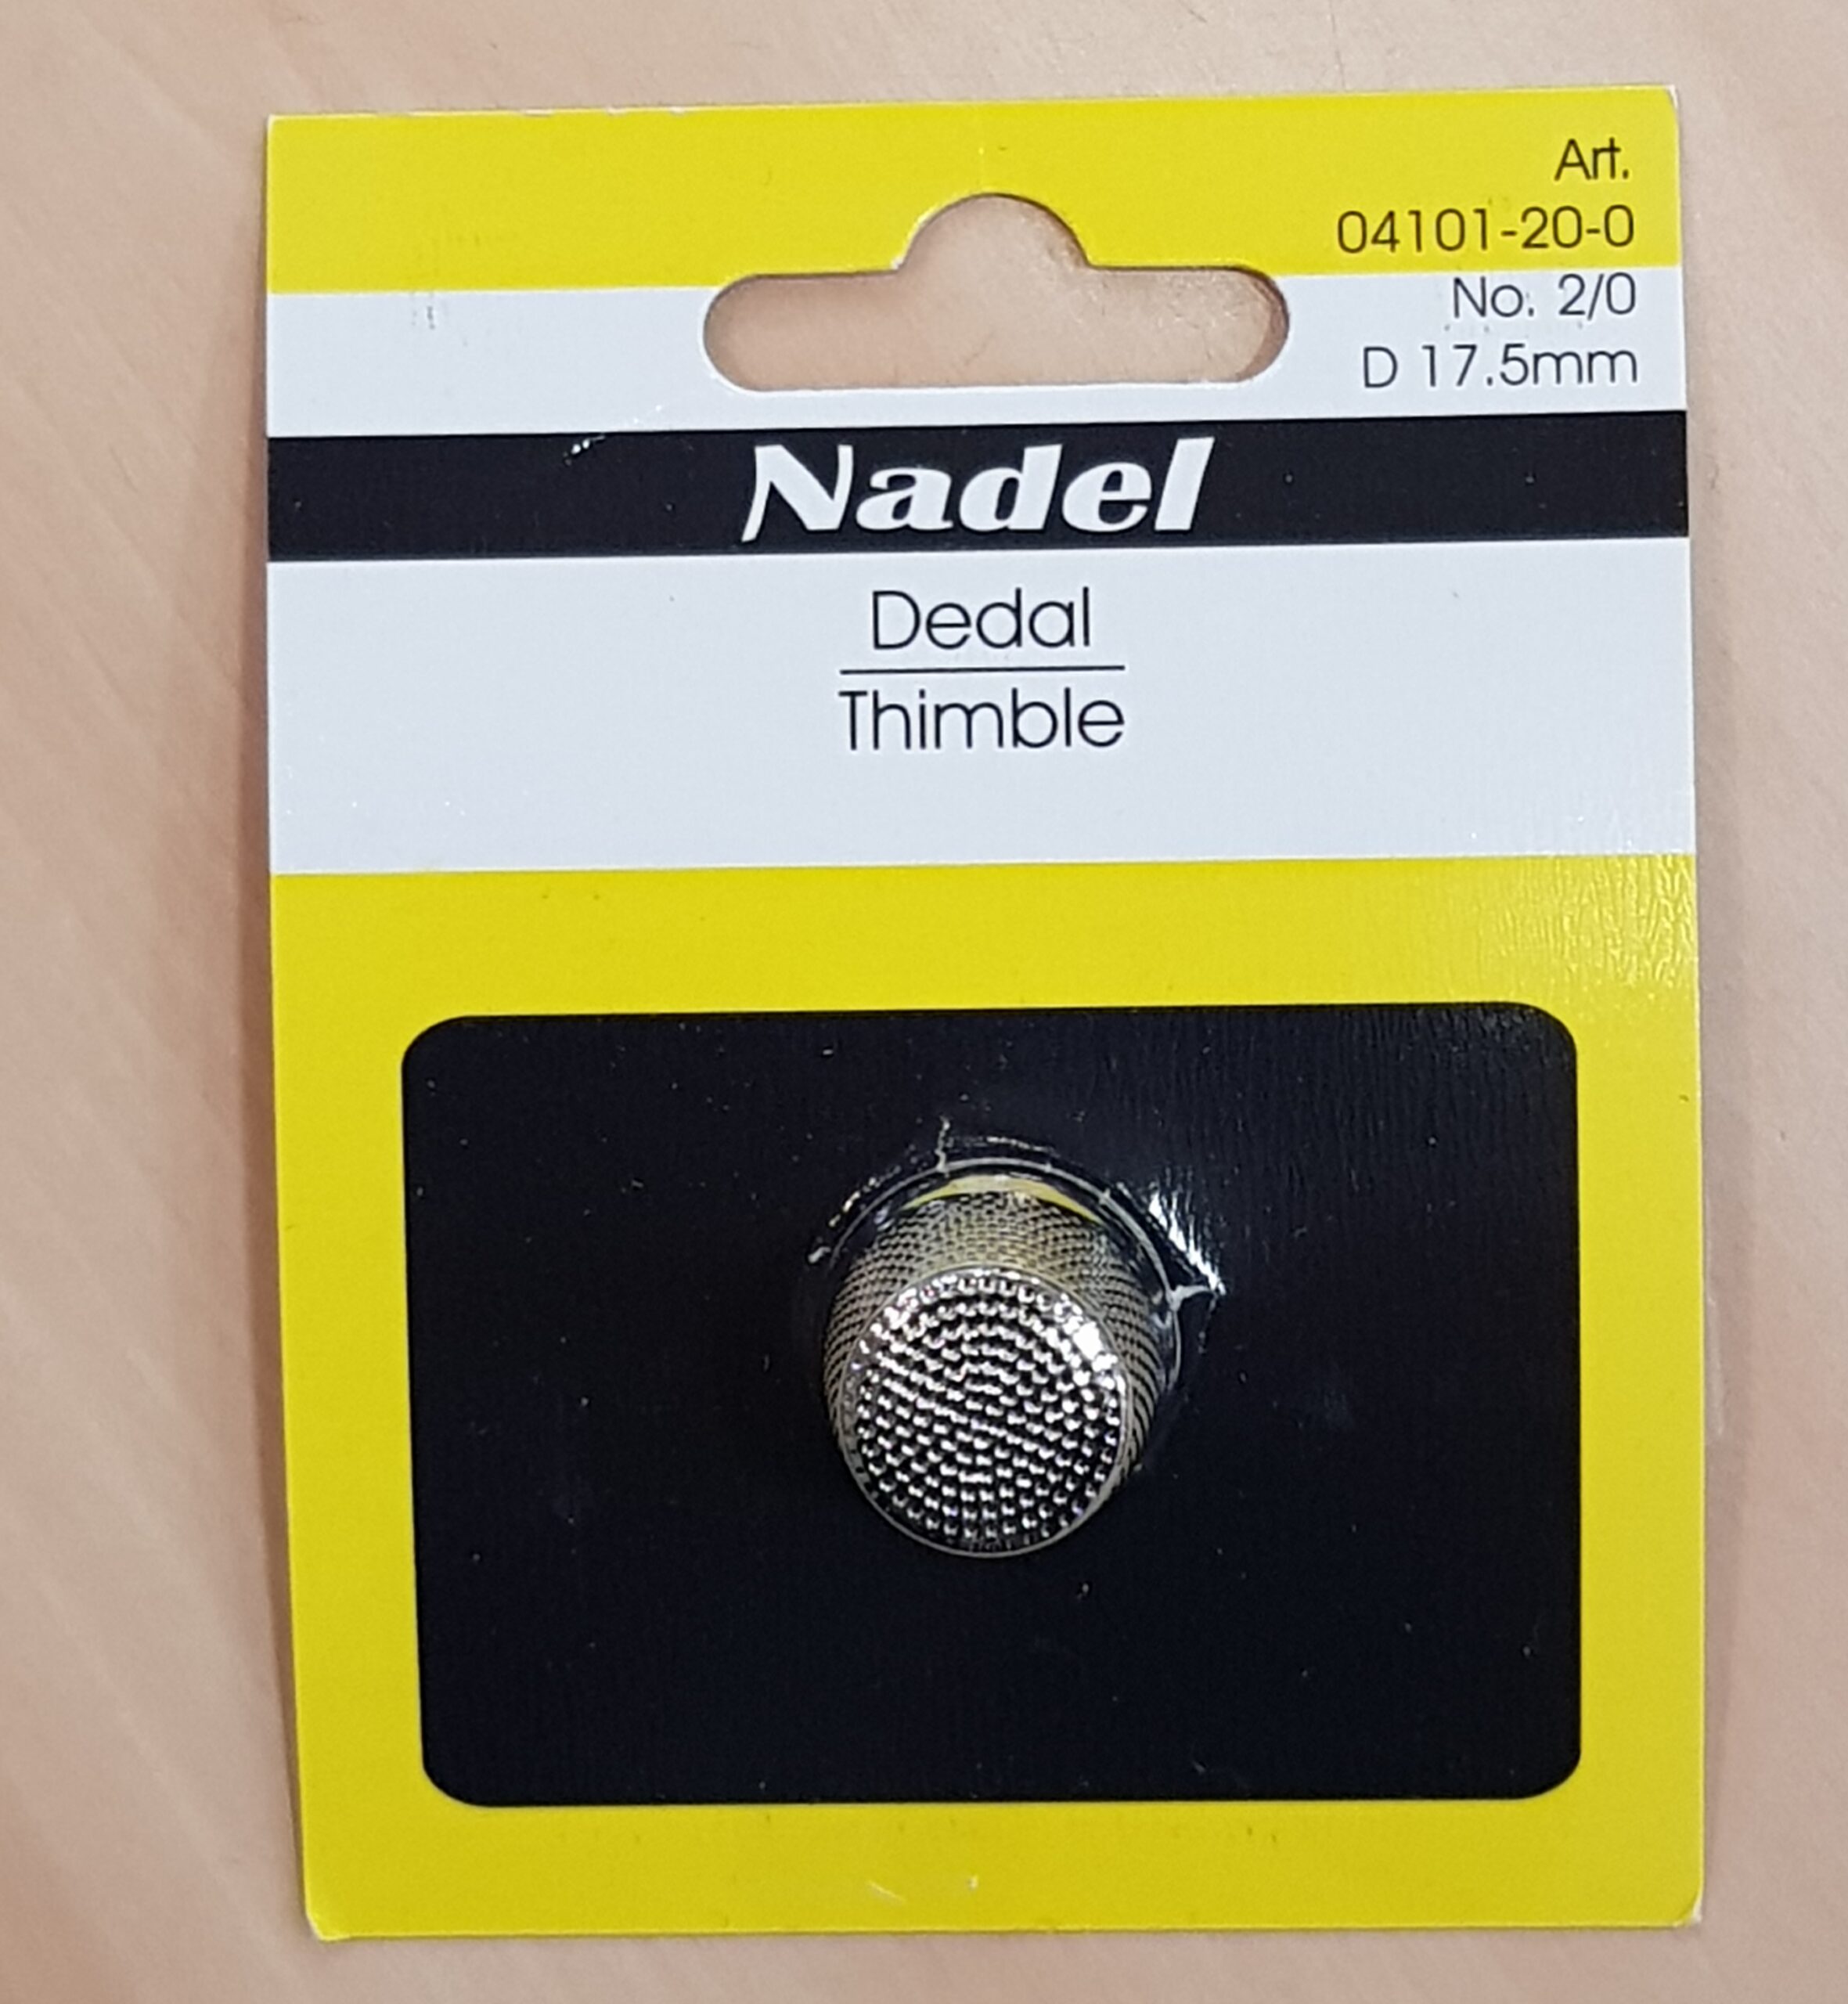 Art.
04101-20-0
No. 2/0
D 17.5mm
Nadel
Dedal
Thimble